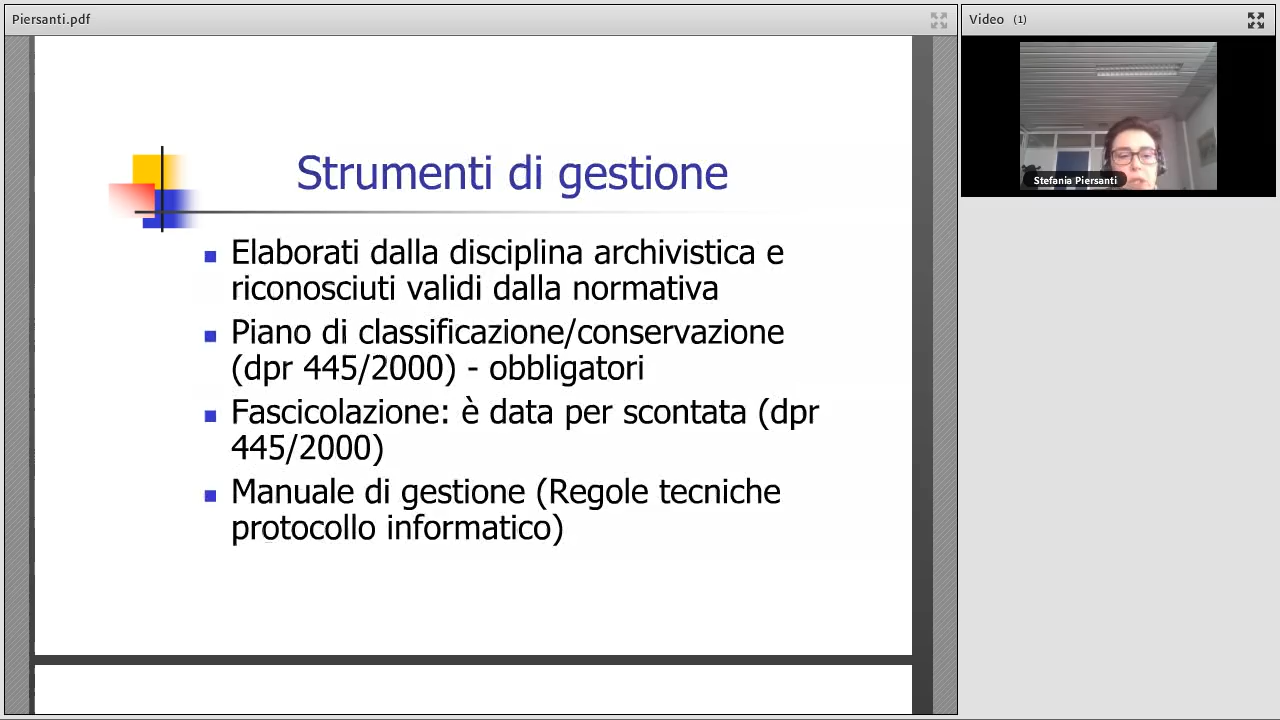 Piersanti.pdf
Video (1)
Stefania Piersanti
Strumenti di gestione
Elaborati dalla disciplina archivistica e
riconosciuti validi dalla normativa
Piano di classificazione/conservazione
(dpr 445/2000) - obbligatori
Fascicolazione: è data per scontata (dpr
445/2000)
Manuale di gestione (Regole tecniche
protocollo informatico)